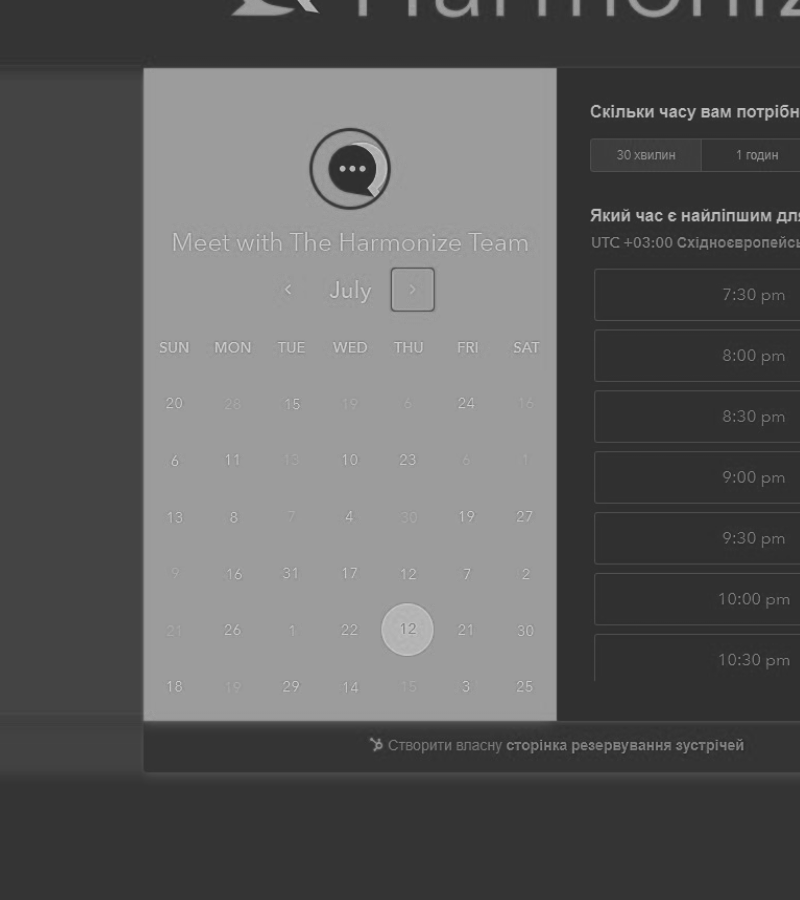 Harmoniz
Meet with The Harmonize Team
July
SUN MON TUE WED THU FRI SAT
20 28 15 19 6 24 16
6 11 13 10 23 6 1
13 8 7 4 30 19 27
9 16 31 17 12 7 2
21 26 1 22 12 21 30
18 19 29 14 15 3 25
Скільки часу вам потрібн
30 хвилин 1 годин
Який час є найліпшим для
UTC +03:00 Східноєвропейсь
7:30 pm
8:00 pm
8:30 pm
9:00 pm
9:30 pm
10:00 pm
10:30 pm
Створити власну сторінка резервування зустрічей